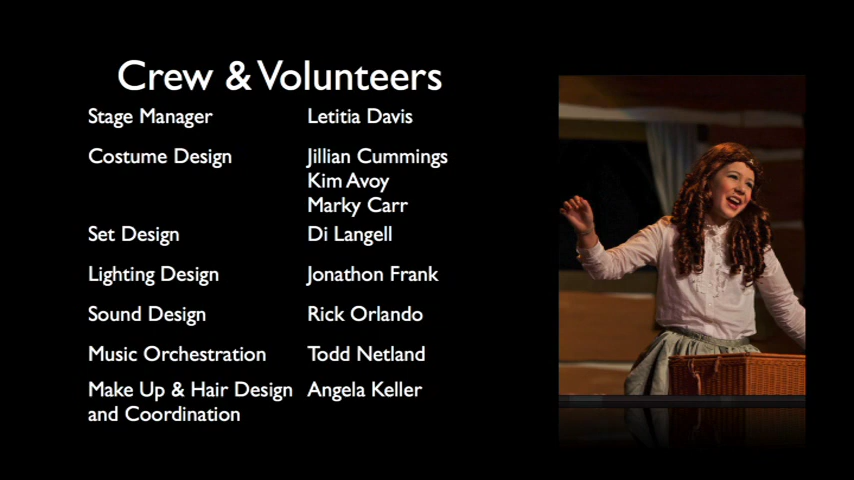 Crew & Volunteers
Stage Manager Letitia Davis
Costume Design Jillian Cummings
Kim Avoy
Marky Carr
Set Design Di Langell
Lighting Design Jonathon Frank
Sound Design Rick Orlando
Music Orchestration Todd Netland
Make Up & Hair Design Angela Keller
and Coordination